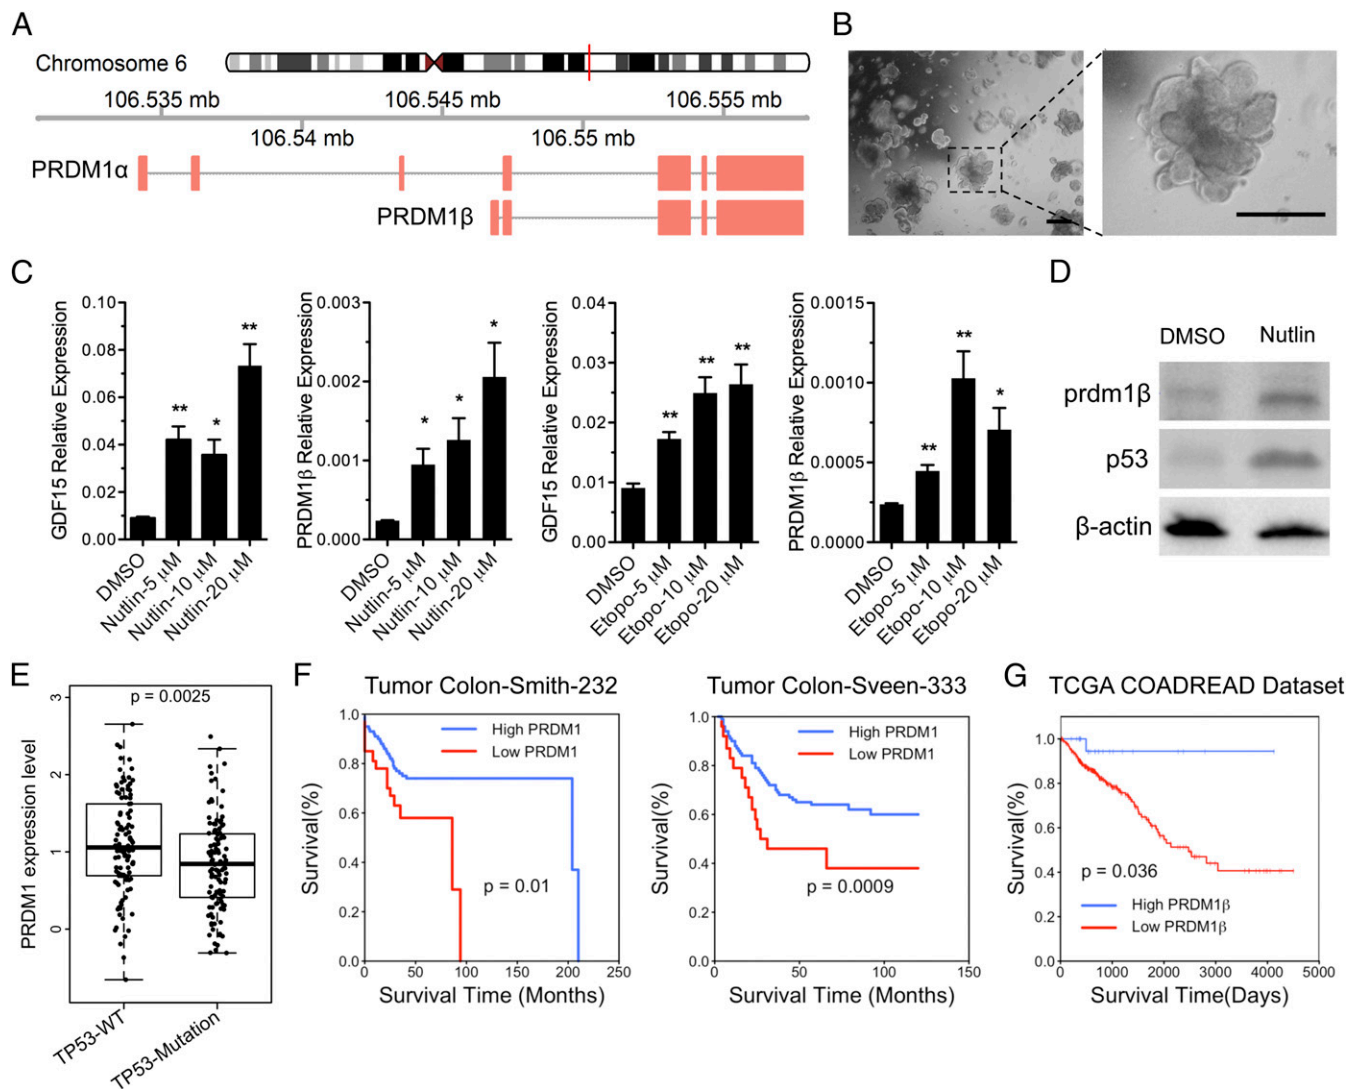 A
Chromosome 6
106.535 mb
106.545 mb
106.555 mb
106.54 mb
106.55 mb
PRDM1α
PRDM1β
B
C
GDF15 Relative Expression
0.10
0.08
0.06
0.04
0.02
0.00
**
*
**
DMSO
Nutlin-5 μM
Nutlin-10 μM
Nutlin-20 μM
PRDM1β Relative Expression
0.003
0.002
0.001
0.000
*
*
*
DMSO
Nutlin-5 μM
Nutlin-10 μM
Nutlin-20 μM
GDF15 Relative Expression
0.04
0.03
0.02
0.01
0.00
**
**
**
DMSO
Etopo-5 μM
Etopo-10 μM
Etopo-20 μM
PRDM1β Relative Expression
0.0015
0.0010
0.0005
0.0000
**
**
*
DMSO
Etopo-5 μM
Etopo-10 μM
Etopo-20 μM
D
DMSO Nutlin
prdm1β
p53
β-actin
E
p = 0.0025
PRDM1 expression level
3
2
1
0
TP53-WT
TP53-Mutation
F
Tumor Colon-Smith-232
High PRDM1
Low PRDM1
Survival(%)
1.0
0.8
0.6
0.4
0.2
0.0
p = 0.01
0 50 100 150 200 250
Survival Time (Months)
Tumor Colon-Sveen-333
High PRDM1
Low PRDM1
Survival(%)
1.0
0.8
0.6
0.4
0.2
0.0
p = 0.0009
0 50 100 150
Survival Time (Months)
G
TCGA COADREAD Dataset
Survival(%)
1.0
0.8
0.6
0.4
0.2
0.0
p = 0.036
High PRDM1β
Low PRDM1β
0 1000 2000 3000 4000 5000
Survival Time(Days)